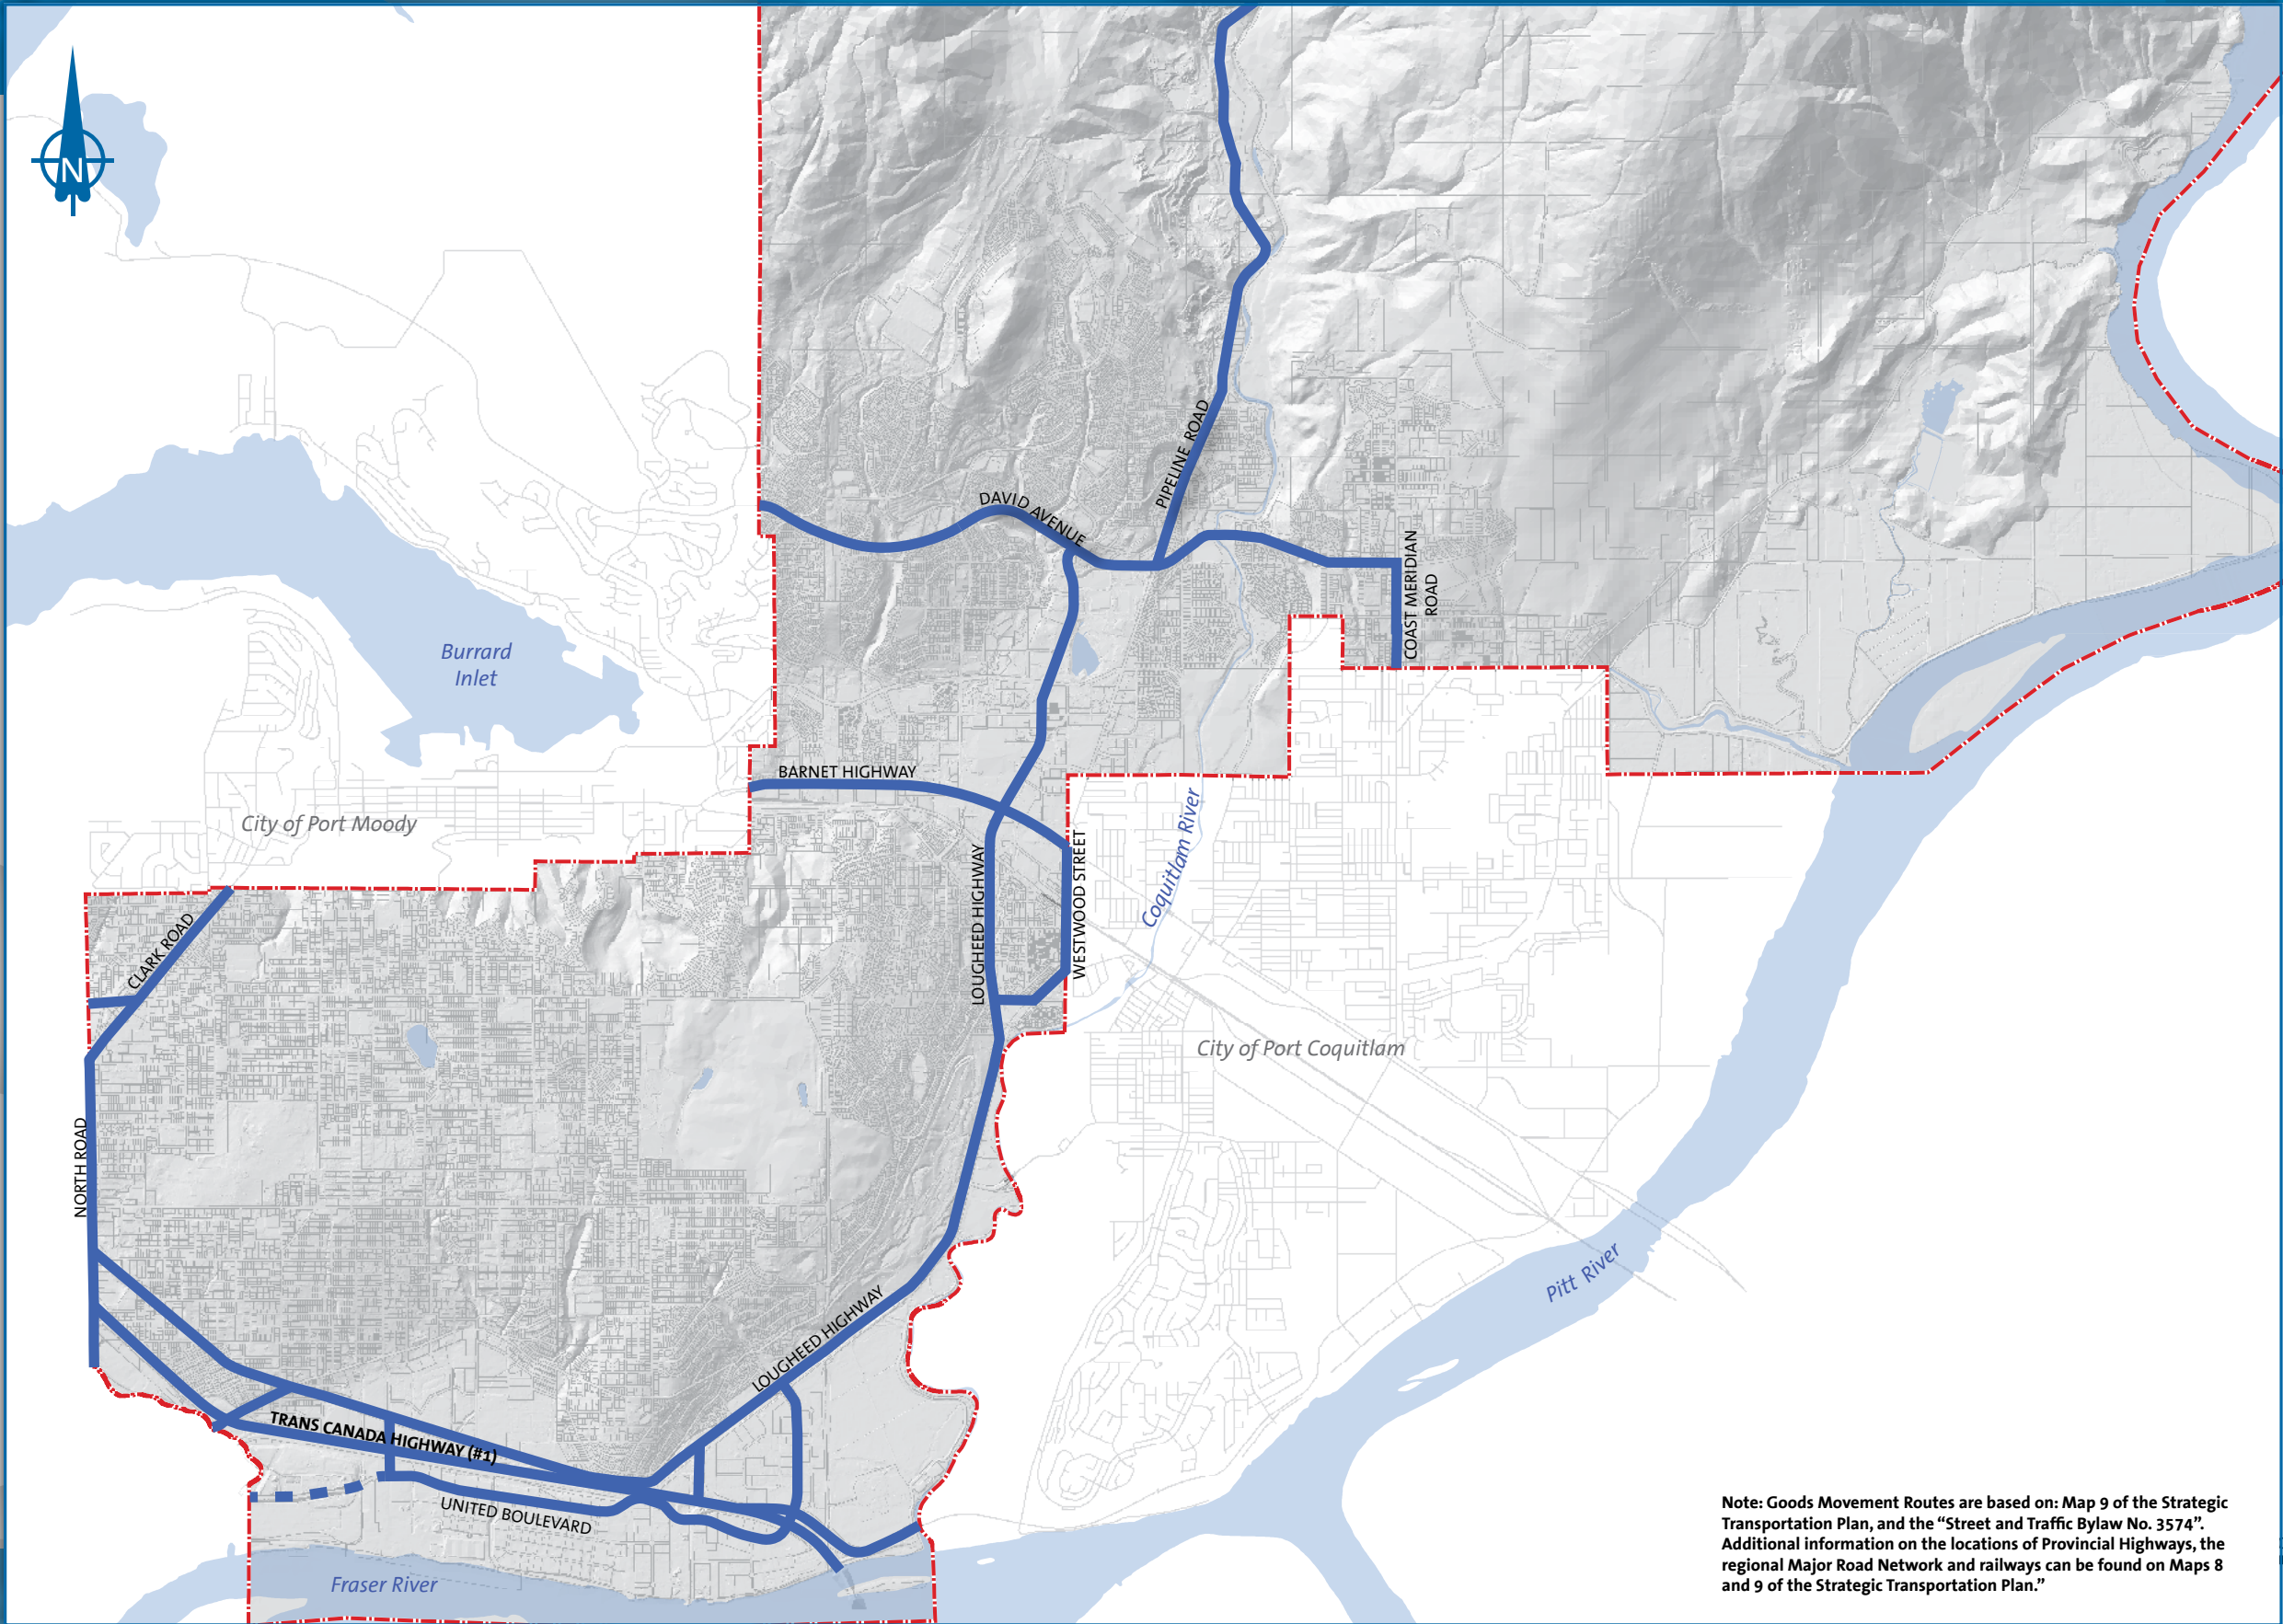 N
PIPELINE ROAD
DAVID AVENUE
COAST MERIDIAN
ROAD
Burrard
Inlet
BARNET HIGHWAY
City of Port Moody
Coquitlam River
LOUGHEED HIGHWAY
WESTWOOD STREET
CLARK ROAD
City of Port Coquitlam
NORTH ROAD
Pitt River
LOUGHEED HIGHWAY
TRANS CANADA HIGHWAY (#1)
UNITED BOULEVARD
Fraser River
Note: Goods Movement Routes are based on: Map 9 of the Strategic
Transportation Plan, and the “Street and Traffic Bylaw No. 3574”.
Additional information on the locations of Provincial Highways, the
regional Major Road Network and railways can be found on Maps 8
and 9 of the Strategic Transportation Plan.”